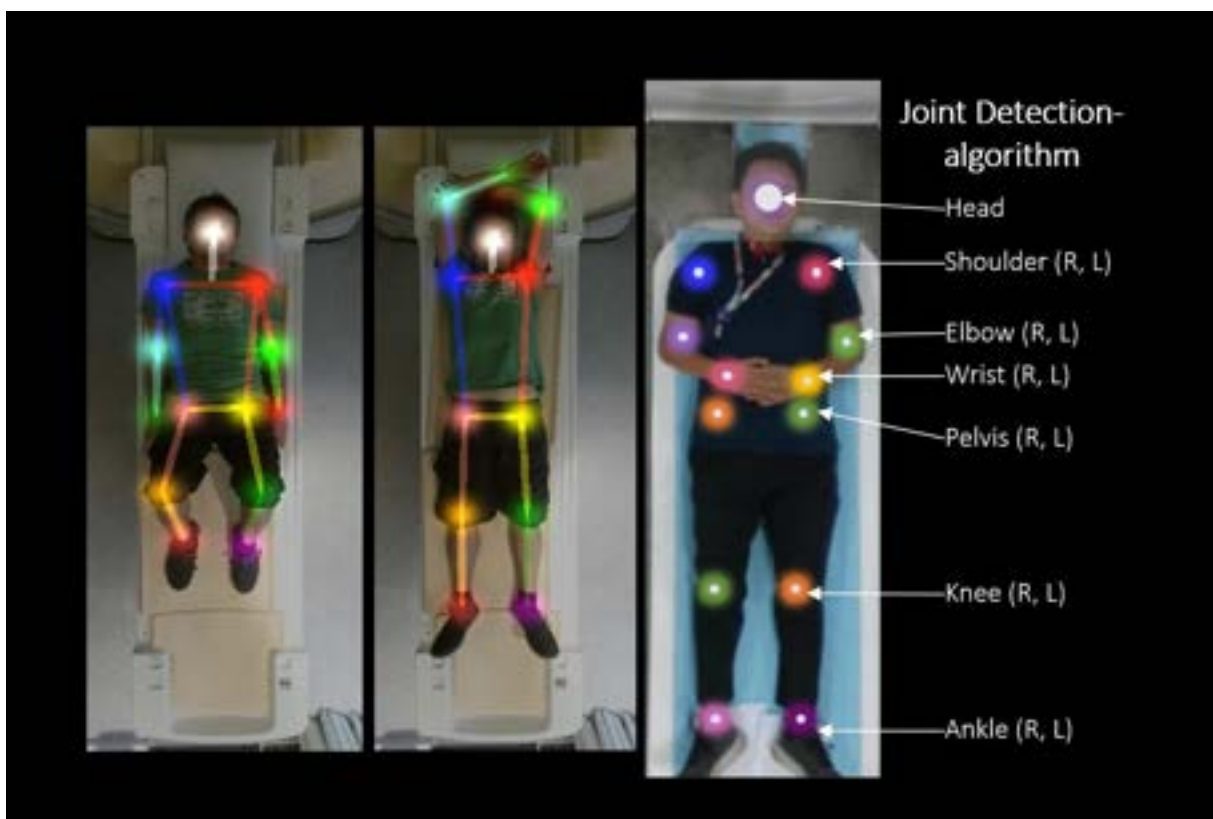 Joint Detection-
algorithm
Head
Shoulder (R, L)
Elbow (R, L)
Wrist (R, L)
Pelvis (R, L)
Knee (R, L)
Ankle (R, L)